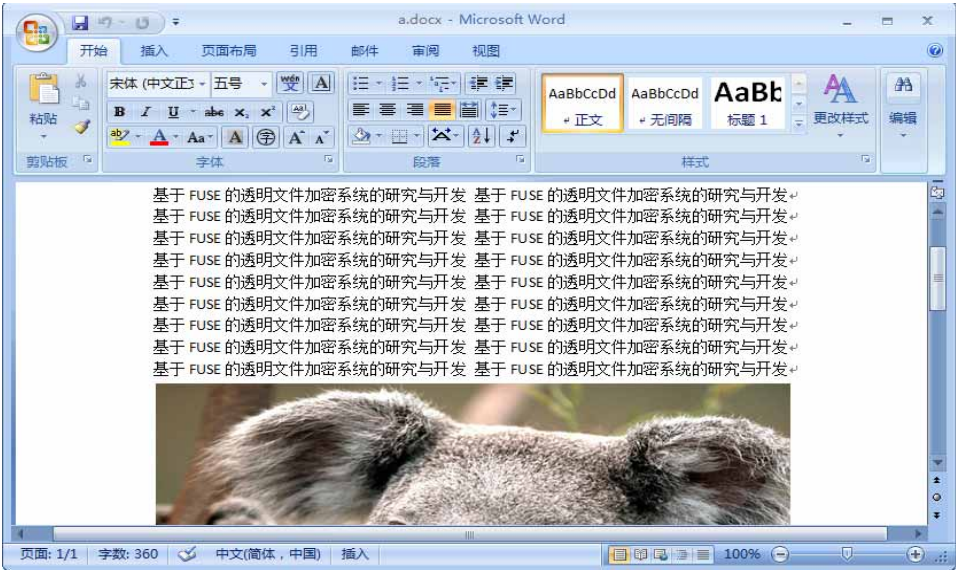 a.docx - Microsoft Word
开始 插入 页面布局 引用 邮件 审阅 视图
宋体 (中文正文 五号 wén A
粘贴
B I U abc X₂ X² Aa A A A
AaBbCcDd AaBbCcDd AaBb
正文 无间隔 标题 1 更改样式 编辑
剪贴板 字体 段落 样式
基于 FUSE 的透明文件加密系统的研究与开发 基于 FUSE 的透明文件加密系统的研究与开发
基于 FUSE 的透明文件加密系统的研究与开发 基于 FUSE 的透明文件加密系统的研究与开发
基于 FUSE 的透明文件加密系统的研究与开发 基于 FUSE 的透明文件加密系统的研究与开发
基于 FUSE 的透明文件加密系统的研究与开发 基于 FUSE 的透明文件加密系统的研究与开发
基于 FUSE 的透明文件加密系统的研究与开发 基于 FUSE 的透明文件加密系统的研究与开发
基于 FUSE 的透明文件加密系统的研究与开发 基于 FUSE 的透明文件加密系统的研究与开发
基于 FUSE 的透明文件加密系统的研究与开发 基于 FUSE 的透明文件加密系统的研究与开发
基于 FUSE 的透明文件加密系统的研究与开发 基于 FUSE 的透明文件加密系统的研究与开发
基于 FUSE 的透明文件加密系统的研究与开发 基于 FUSE 的透明文件加密系统的研究与开发
页面: 1/1 字数: 360 中文(简体，中国) 插入 100%